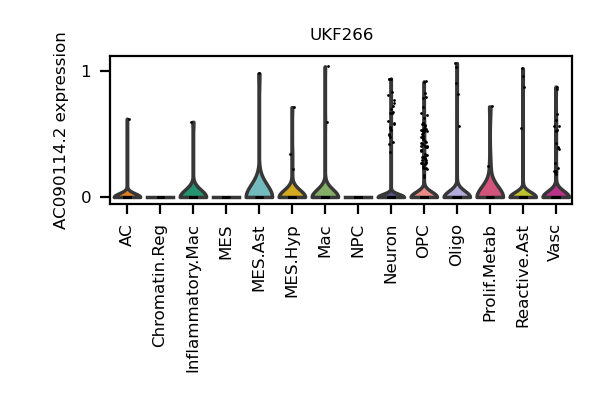 UKF266
AC090114.2 expression
1
0
AC
Chromatin.Reg
Inflammatory.Mac
MES
MES.Ast
MES.Hyp
Mac
NPC
Neuron
OPC
Oligo
Prolif.Metab
Reactive.Ast
Vasc